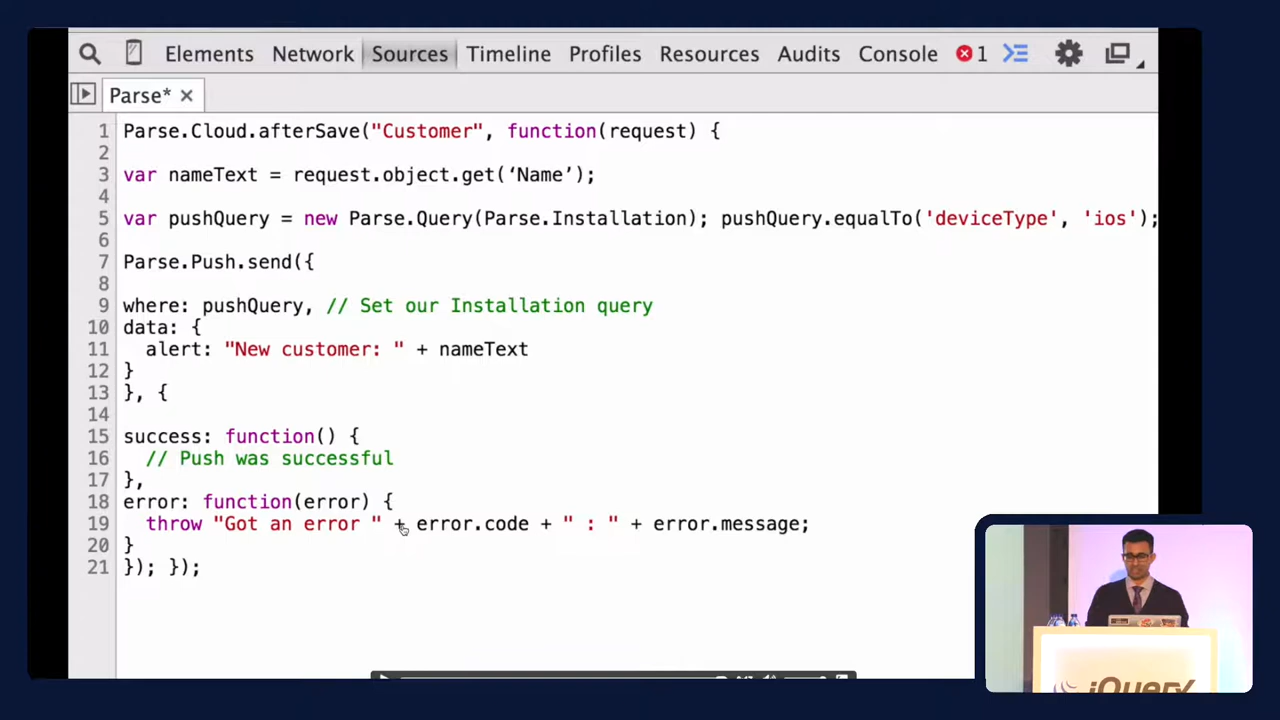 Elements Network Sources Timeline Profiles Resources Audits Console 1
Parse*
1 Parse.Cloud.afterSave("Customer", function(request) {
2
3 var nameText = request.object.get(‘Name’);
4
5 var pushQuery = new Parse.Query(Parse.Installation); pushQuery.equalTo('deviceType', 'ios');
6
7 Parse.Push.send({
8
9 where: pushQuery, // Set our Installation query
10 data: {
11 alert: "New customer: " + nameText
12 }
13 }, {
14
15 success: function() {
16 // Push was successful
17 },
18 error: function(error) {
19 throw "Got an error " + error.code + " : " + error.message;
20 }
21 }); });
jQuery